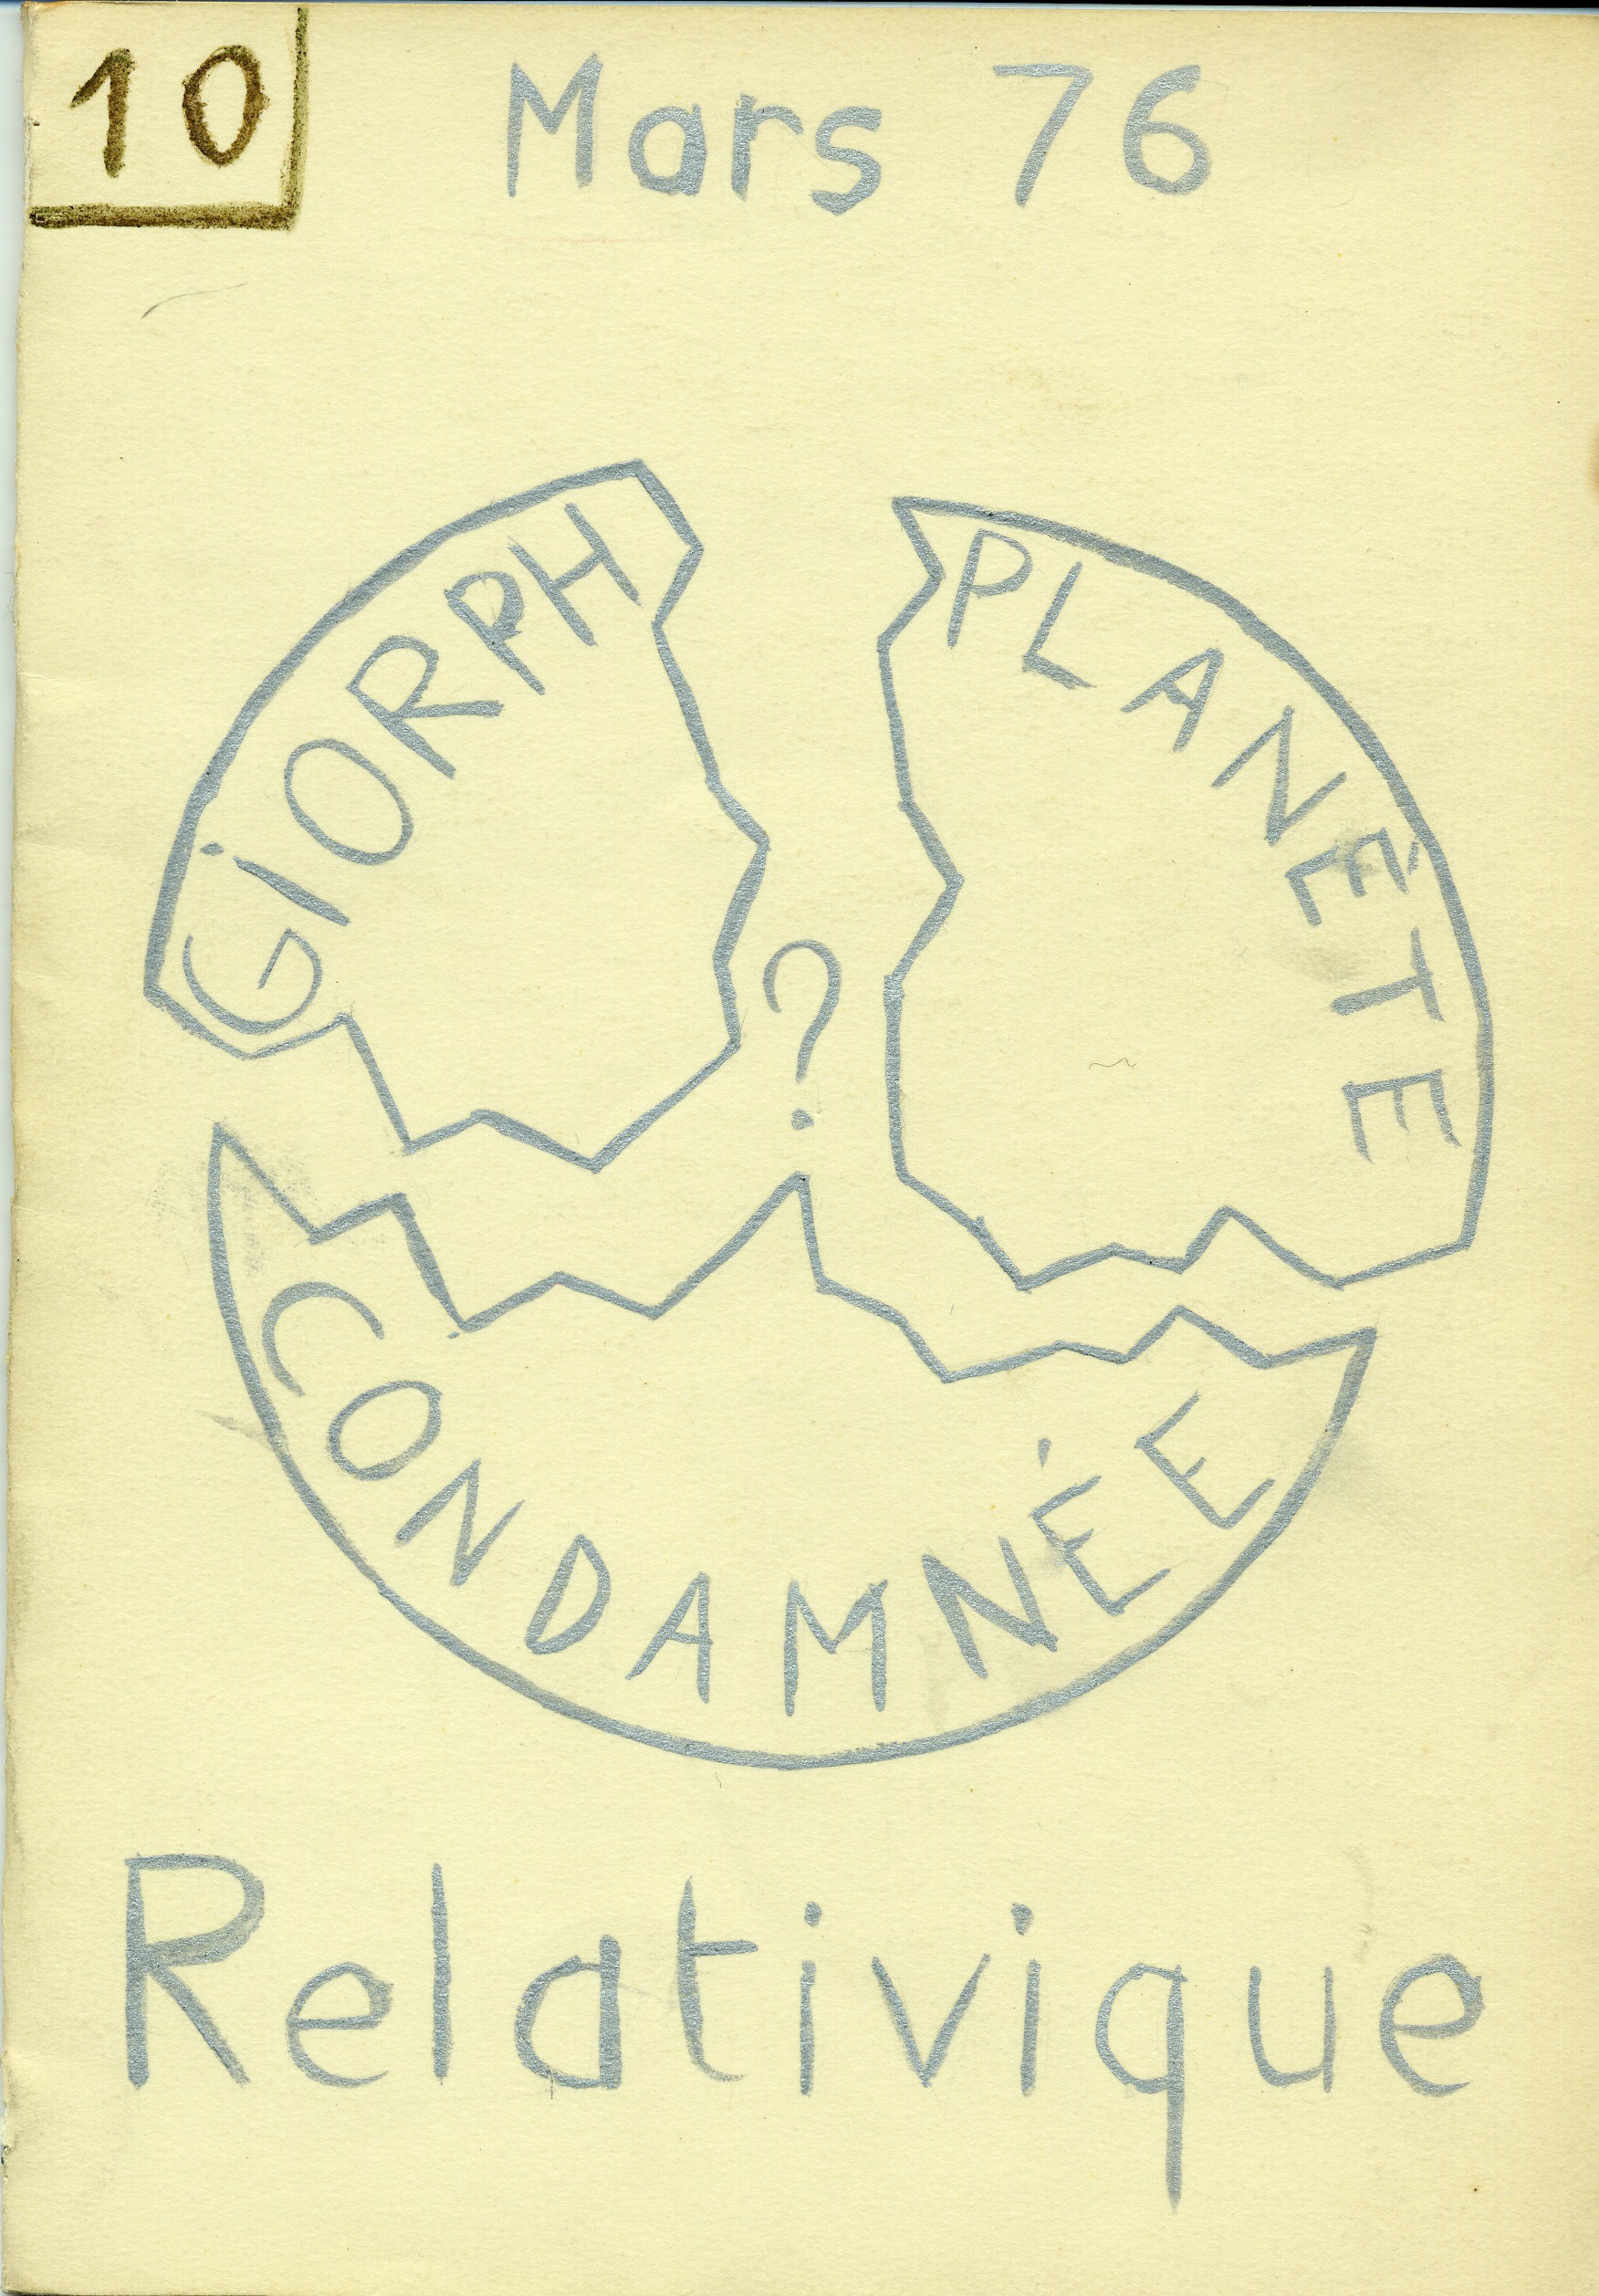 10
Mars 76
GiORPH
PLANÈTE
?
CONDAMNÉE
Relativique